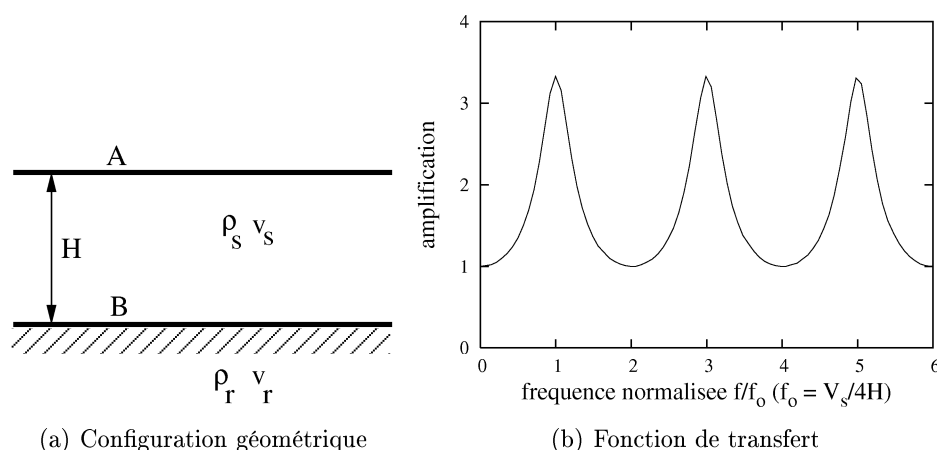 A
H
ρs vs
B
ρr vr
(a) Configuration géométrique
amplification
4
3
2
1
0
0 1 2 3 4 5 6
frequence normalisee f/fo (fo = Vs/4H)
(b) Fonction de transfert